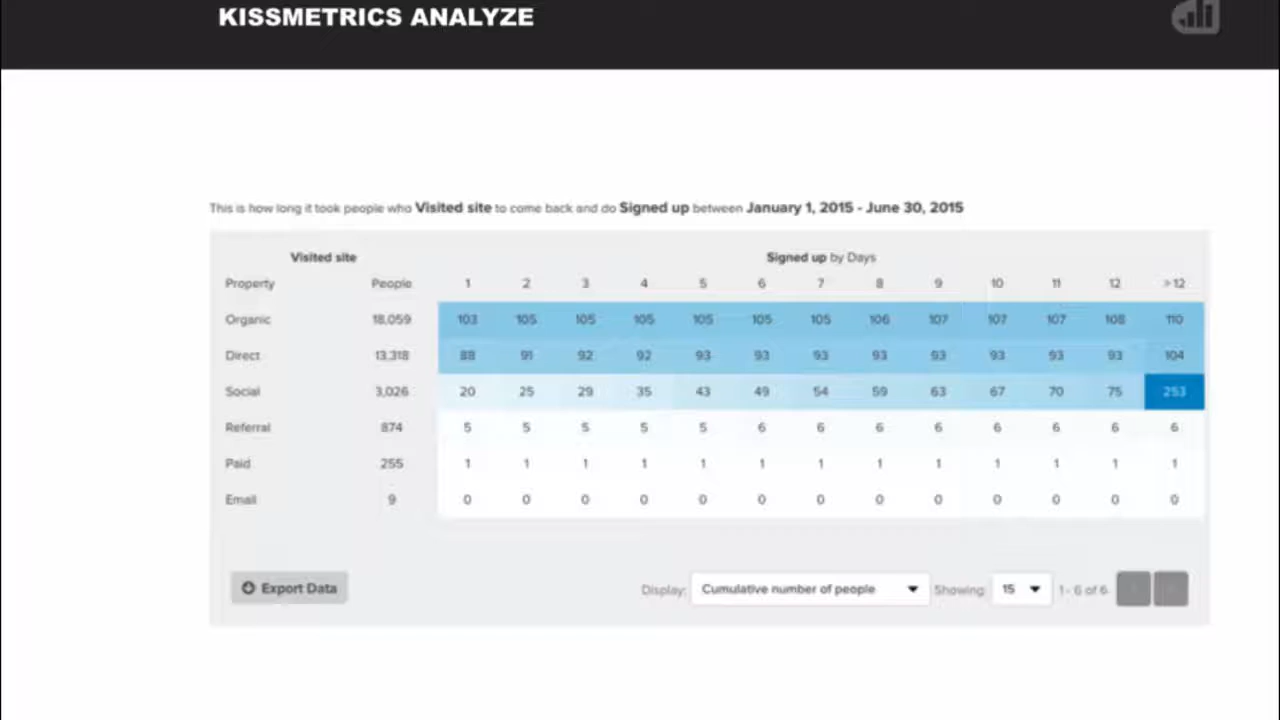 KISSMETRICS ANALYZE
This is how long it took people who Visited site to come back and do Signed up between January 1, 2015 - June 30, 2015
Visited site Signed up by Days
Property People 1 2 3 4 5 6 7 8 9 10 11 12 >12
Organic 18,059 103 105 105 105 105 105 105 106 107 107 107 108 110
Direct 13,318 88 91 92 92 93 93 93 93 93 93 93 93 104
Social 3,026 20 25 29 35 43 49 54 59 63 67 70 75 253
Referral 874 5 5 5 5 5 6 6 6 6 6 6 6 6
Paid 255 1 1 1 1 1 1 1 1 1 1 1 1 1
Email 9 0 0 0 0 0 0 0 0 0 0 0 0 0
Export Data Display: Cumulative number of people Showing 15 1 - 6 of 6